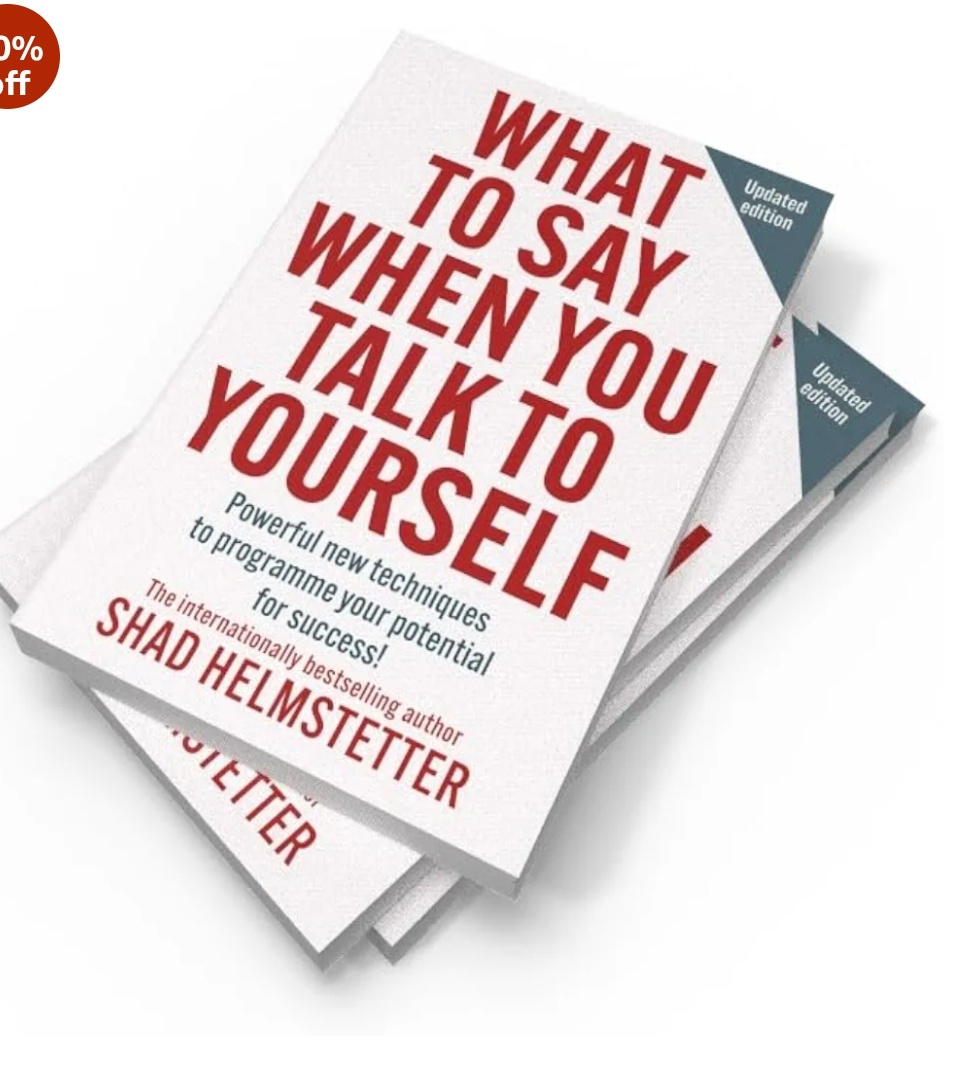 0%
off
WHAT
TO SAY
WHEN YOU
TALK TO
YOURSELF
Updated
edition
Powerful new techniques
to programme your potential
for success!
The internationally bestselling author
SHAD HELMSTETTER
Updated
edition
STETTER